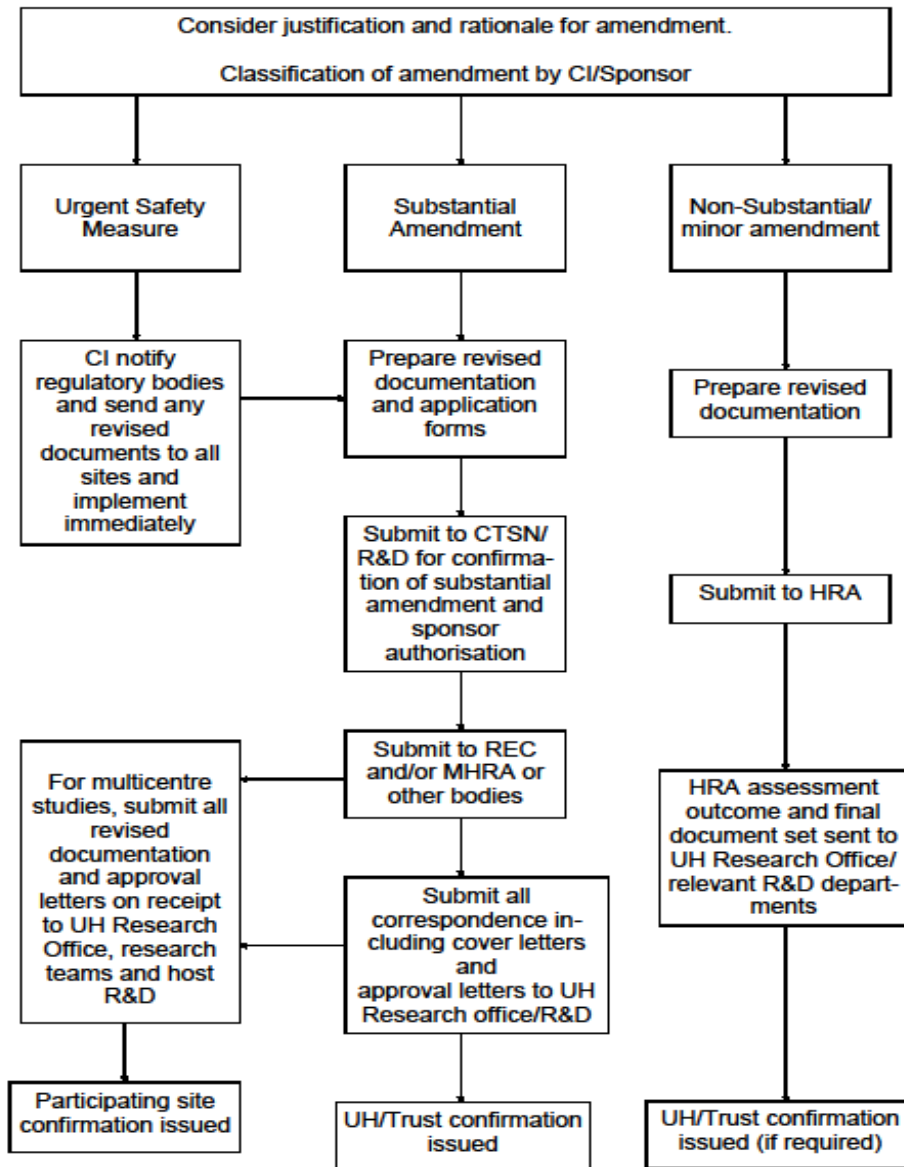 Consider justification and rationale for amendment.
Classification of amendment by CI/Sponsor
Urgent Safety
Measure
Substantial
Amendment
Non-Substantial/
minor amendment
CI notify
regulatory bodies
and send any
revised
documents to all
sites and
implement
immediately
Prepare revised
documentation
and application
forms
Prepare revised
documentation
Submit to CTSN/
R&D for confirma-
tion of substantial
amendment and
sponsor
authorisation
Submit to HRA
For multicentre
studies, submit all
revised
documentation
and approval
letters on receipt
to UH Research
Office, research
teams and host
R&D
Submit to REC
and/or MHRA or
other bodies
HRA assessment
outcome and final
document set sent to
UH Research Office/
relevant R&D depart-
ments
Submit all
correspondence in-
cluding cover letters
and
approval letters to UH
Research office/R&D
Participating site
confirmation issued
UH/Trust confirmation
issued
UH/Trust confirmation
issued (if required)